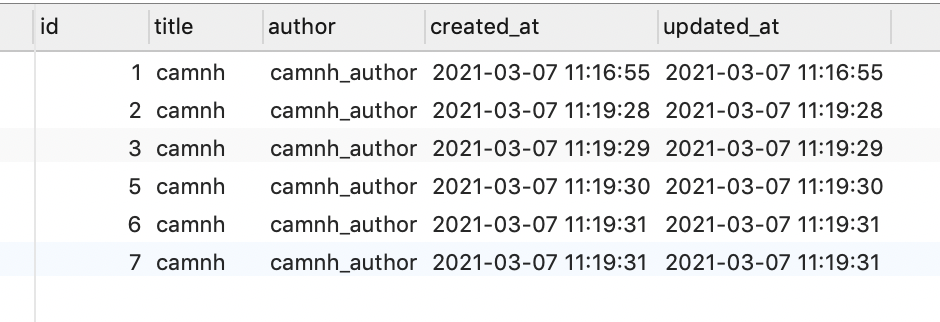 id title author created_at updated_at
1 camnh camnh_author 2021-03-07 11:16:55 2021-03-07 11:16:55
2 camnh camnh_author 2021-03-07 11:19:28 2021-03-07 11:19:28
3 camnh camnh_author 2021-03-07 11:19:29 2021-03-07 11:19:29
5 camnh camnh_author 2021-03-07 11:19:30 2021-03-07 11:19:30
6 camnh camnh_author 2021-03-07 11:19:31 2021-03-07 11:19:31
7 camnh camnh_author 2021-03-07 11:19:31 2021-03-07 11:19:31